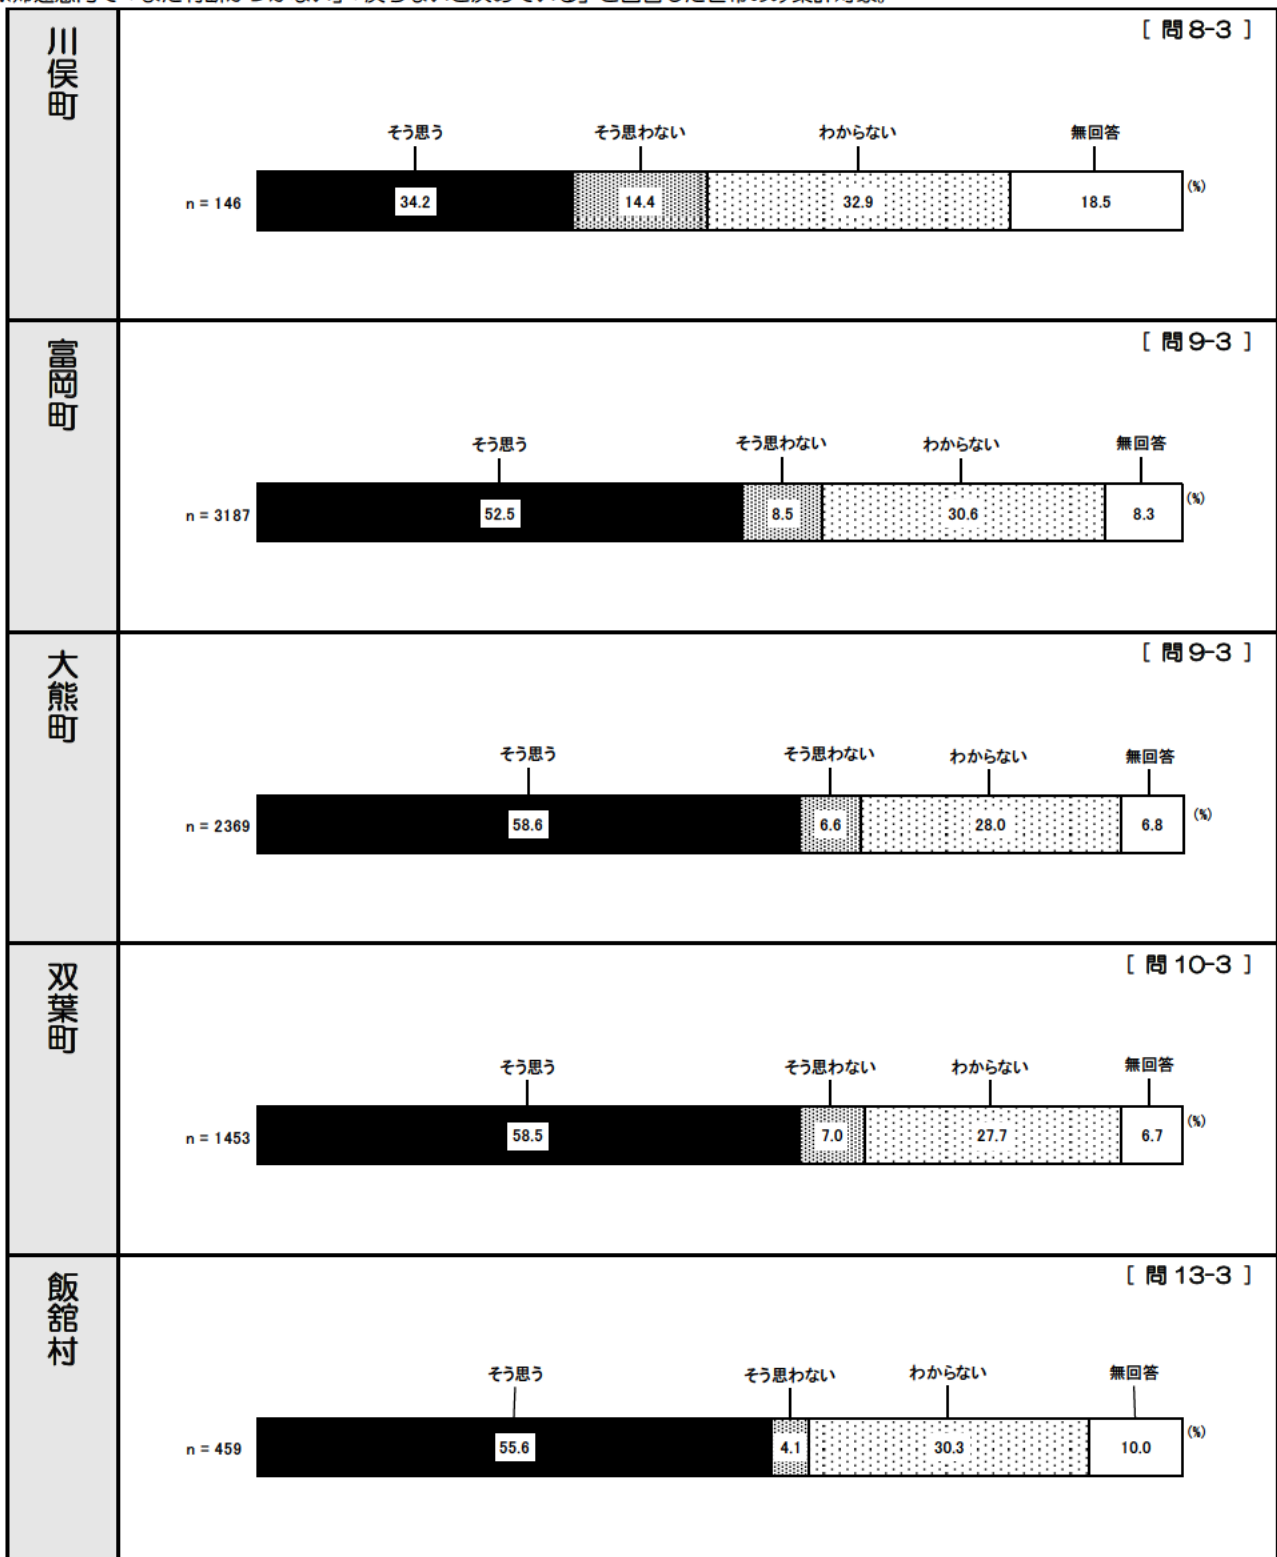 川俣町
[ 問8-3 ]
そう思う そう思わない わからない 無回答
n = 146 34.2 14.4 32.9 18.5 (%)
富岡町
[ 問9-3 ]
そう思う そう思わない わからない 無回答
n = 3187 52.5 8.5 30.6 8.3 (%)
大熊町
[ 問9-3 ]
そう思う そう思わない わからない 無回答
n = 2369 58.6 6.6 28.0 6.8 (%)
双葉町
[ 問10-3 ]
そう思う そう思わない わからない 無回答
n = 1453 58.5 7.0 27.7 6.7 (%)
飯舘村
[ 問13-3 ]
そう思う そう思わない わからない 無回答
n = 459 55.6 4.1 30.3 10.0 (%)